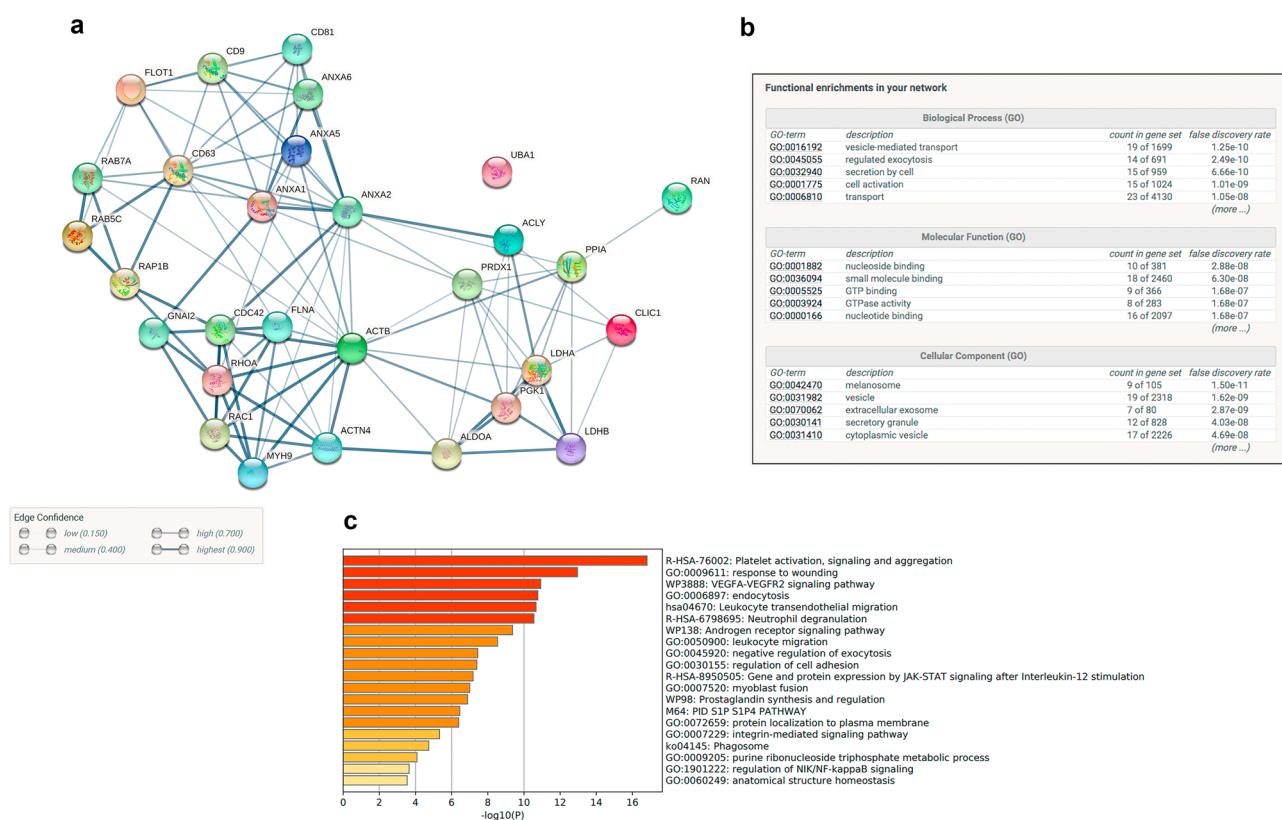 a
CD81
CD9
FLOT1
ANXA6
ANXA5
RAB7A
CD63
UBA1
ANXA1
ANXA2
RAN
RAB5C
ACLY
PPIA
RAP1B
PRDX1
GNAI2
CDC42
FLNA
ACTB
CLIC1
RHOA
LDHA
PGK1
RAC1
ACTN4
ALDOA
LDHB
MYH9
Edge Confidence
low (0.150) high (0.700)
medium (0.400) highest (0.900)
b
Functional enrichments in your network
Biological Process (GO)
GO-term description count in gene set false discovery rate
GO:0016192 vesicle-mediated transport 19 of 1699 1.25e-10
GO:0045055 regulated exocytosis 14 of 691 2.49e-10
GO:0032940 secretion by cell 15 of 959 6.66e-10
GO:0001775 cell activation 15 of 1024 1.01e-09
GO:0006810 transport 23 of 4130 1.05e-08
(more ...)
Molecular Function (GO)
GO-term description count in gene set false discovery rate
GO:0001882 nucleoside binding 10 of 381 2.88e-08
GO:0036094 small molecule binding 18 of 2460 6.30e-08
GO:0005525 GTP binding 9 of 366 1.68e-07
GO:0003924 GTPase activity 8 of 283 1.68e-07
GO:0000166 nucleotide binding 16 of 2097 1.68e-07
(more ...)
Cellular Component (GO)
GO-term description count in gene set false discovery rate
GO:0042470 melanosome 9 of 105 1.50e-11
GO:0031982 vesicle 19 of 2318 1.62e-09
GO:0070062 extracellular exosome 7 of 80 2.87e-09
GO:0030141 secretory granule 12 of 828 4.03e-08
GO:0031410 cytoplasmic vesicle 17 of 2226 4.69e-08
(more ...)
c
R-HSA-76002: Platelet activation, signaling and aggregation
GO:0009611: response to wounding
WP3888: VEGFA-VEGFR2 signaling pathway
GO:0006897: endocytosis
hsa04670: Leukocyte transendothelial migration
R-HSA-6798695: Neutrophil degranulation
WP138: Androgen receptor signaling pathway
GO:0050900: leukocyte migration
GO:0045920: negative regulation of exocytosis
GO:0030155: regulation of cell adhesion
R-HSA-8950505: Gene and protein expression by JAK-STAT signaling after Interleukin-12 stimulation
GO:0007520: myoblast fusion
WP98: Prostaglandin synthesis and regulation
M64: PID S1P S1P4 PATHWAY
GO:0072659: protein localization to plasma membrane
GO:0007229: integrin-mediated signaling pathway
ko04145: Phagosome
GO:0009205: purine ribonucleoside triphosphate metabolic process
GO:1901222: regulation of NIK/NF-kappaB signaling
GO:0060249: anatomical structure homeostasis
0 2 4 6 8 10 12 14 16
-log10(P)